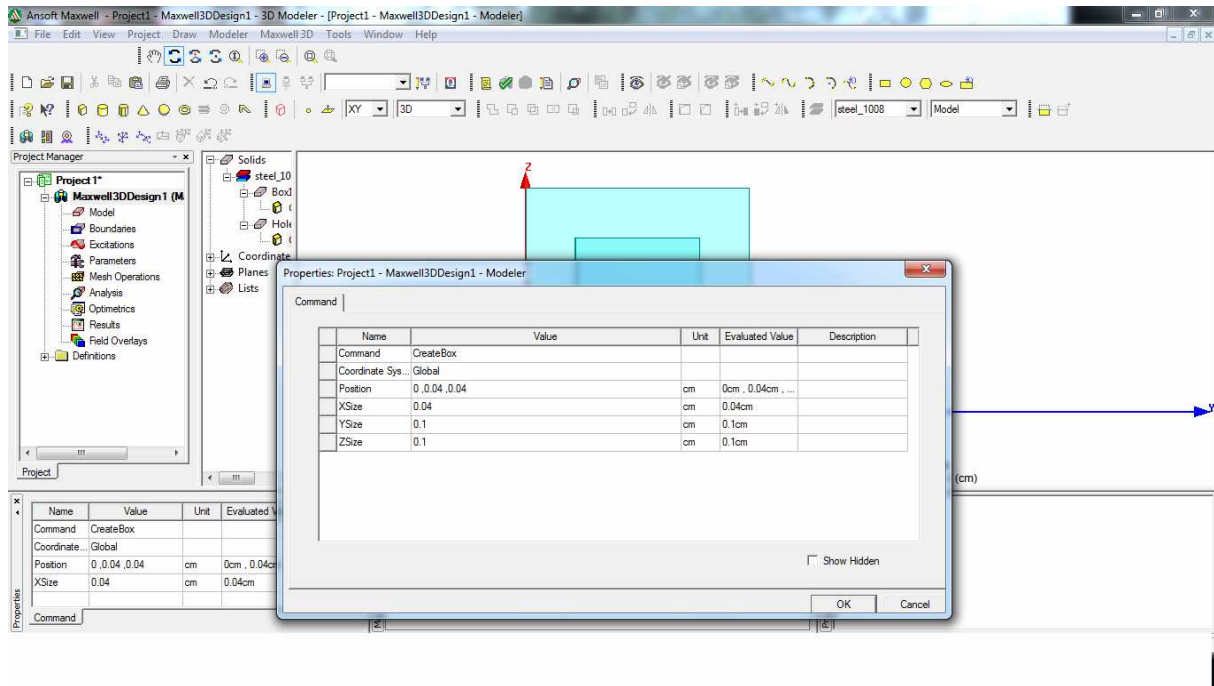 Ansoft Maxwell - Project1 - Maxwell3DDesign1 - 3D Modeler - [Project1 - Maxwell3DDesign1 - Modeler]
File Edit View Project Draw Modeler Maxwell 3D Tools Window Help
XY 3D steel_1008 Model
Project Manager
Project1*
Maxwell3DDesign1 (M
Model
Boundaries
Excitations
Parameters
Mesh Operations
Analysis
Optimetrics
Results
Field Overlays
Definitions
Project
Solids
steel_10
Box1
Hole
Coordinate
Planes
Lists
Z
Y
(cm)
Properties: Project1 - Maxwell3DDesign1 - Modeler
Command
Name Value Unit Evaluated Value Description
Command CreateBox
Coordinate Sys... Global
Position 0 ,0.04 ,0.04 cm 0cm , 0.04cm , ...
XSize 0.04 cm 0.04cm
YSize 0.1 cm 0.1cm
ZSize 0.1 cm 0.1cm
Show Hidden
OK Cancel
Name Value Unit Evaluated V
Command CreateBox
Coordinate... Global
Position 0 ,0.04 ,0.04 cm 0cm , 0.04cm
XSize 0.04 cm 0.04cm
Command
Properties